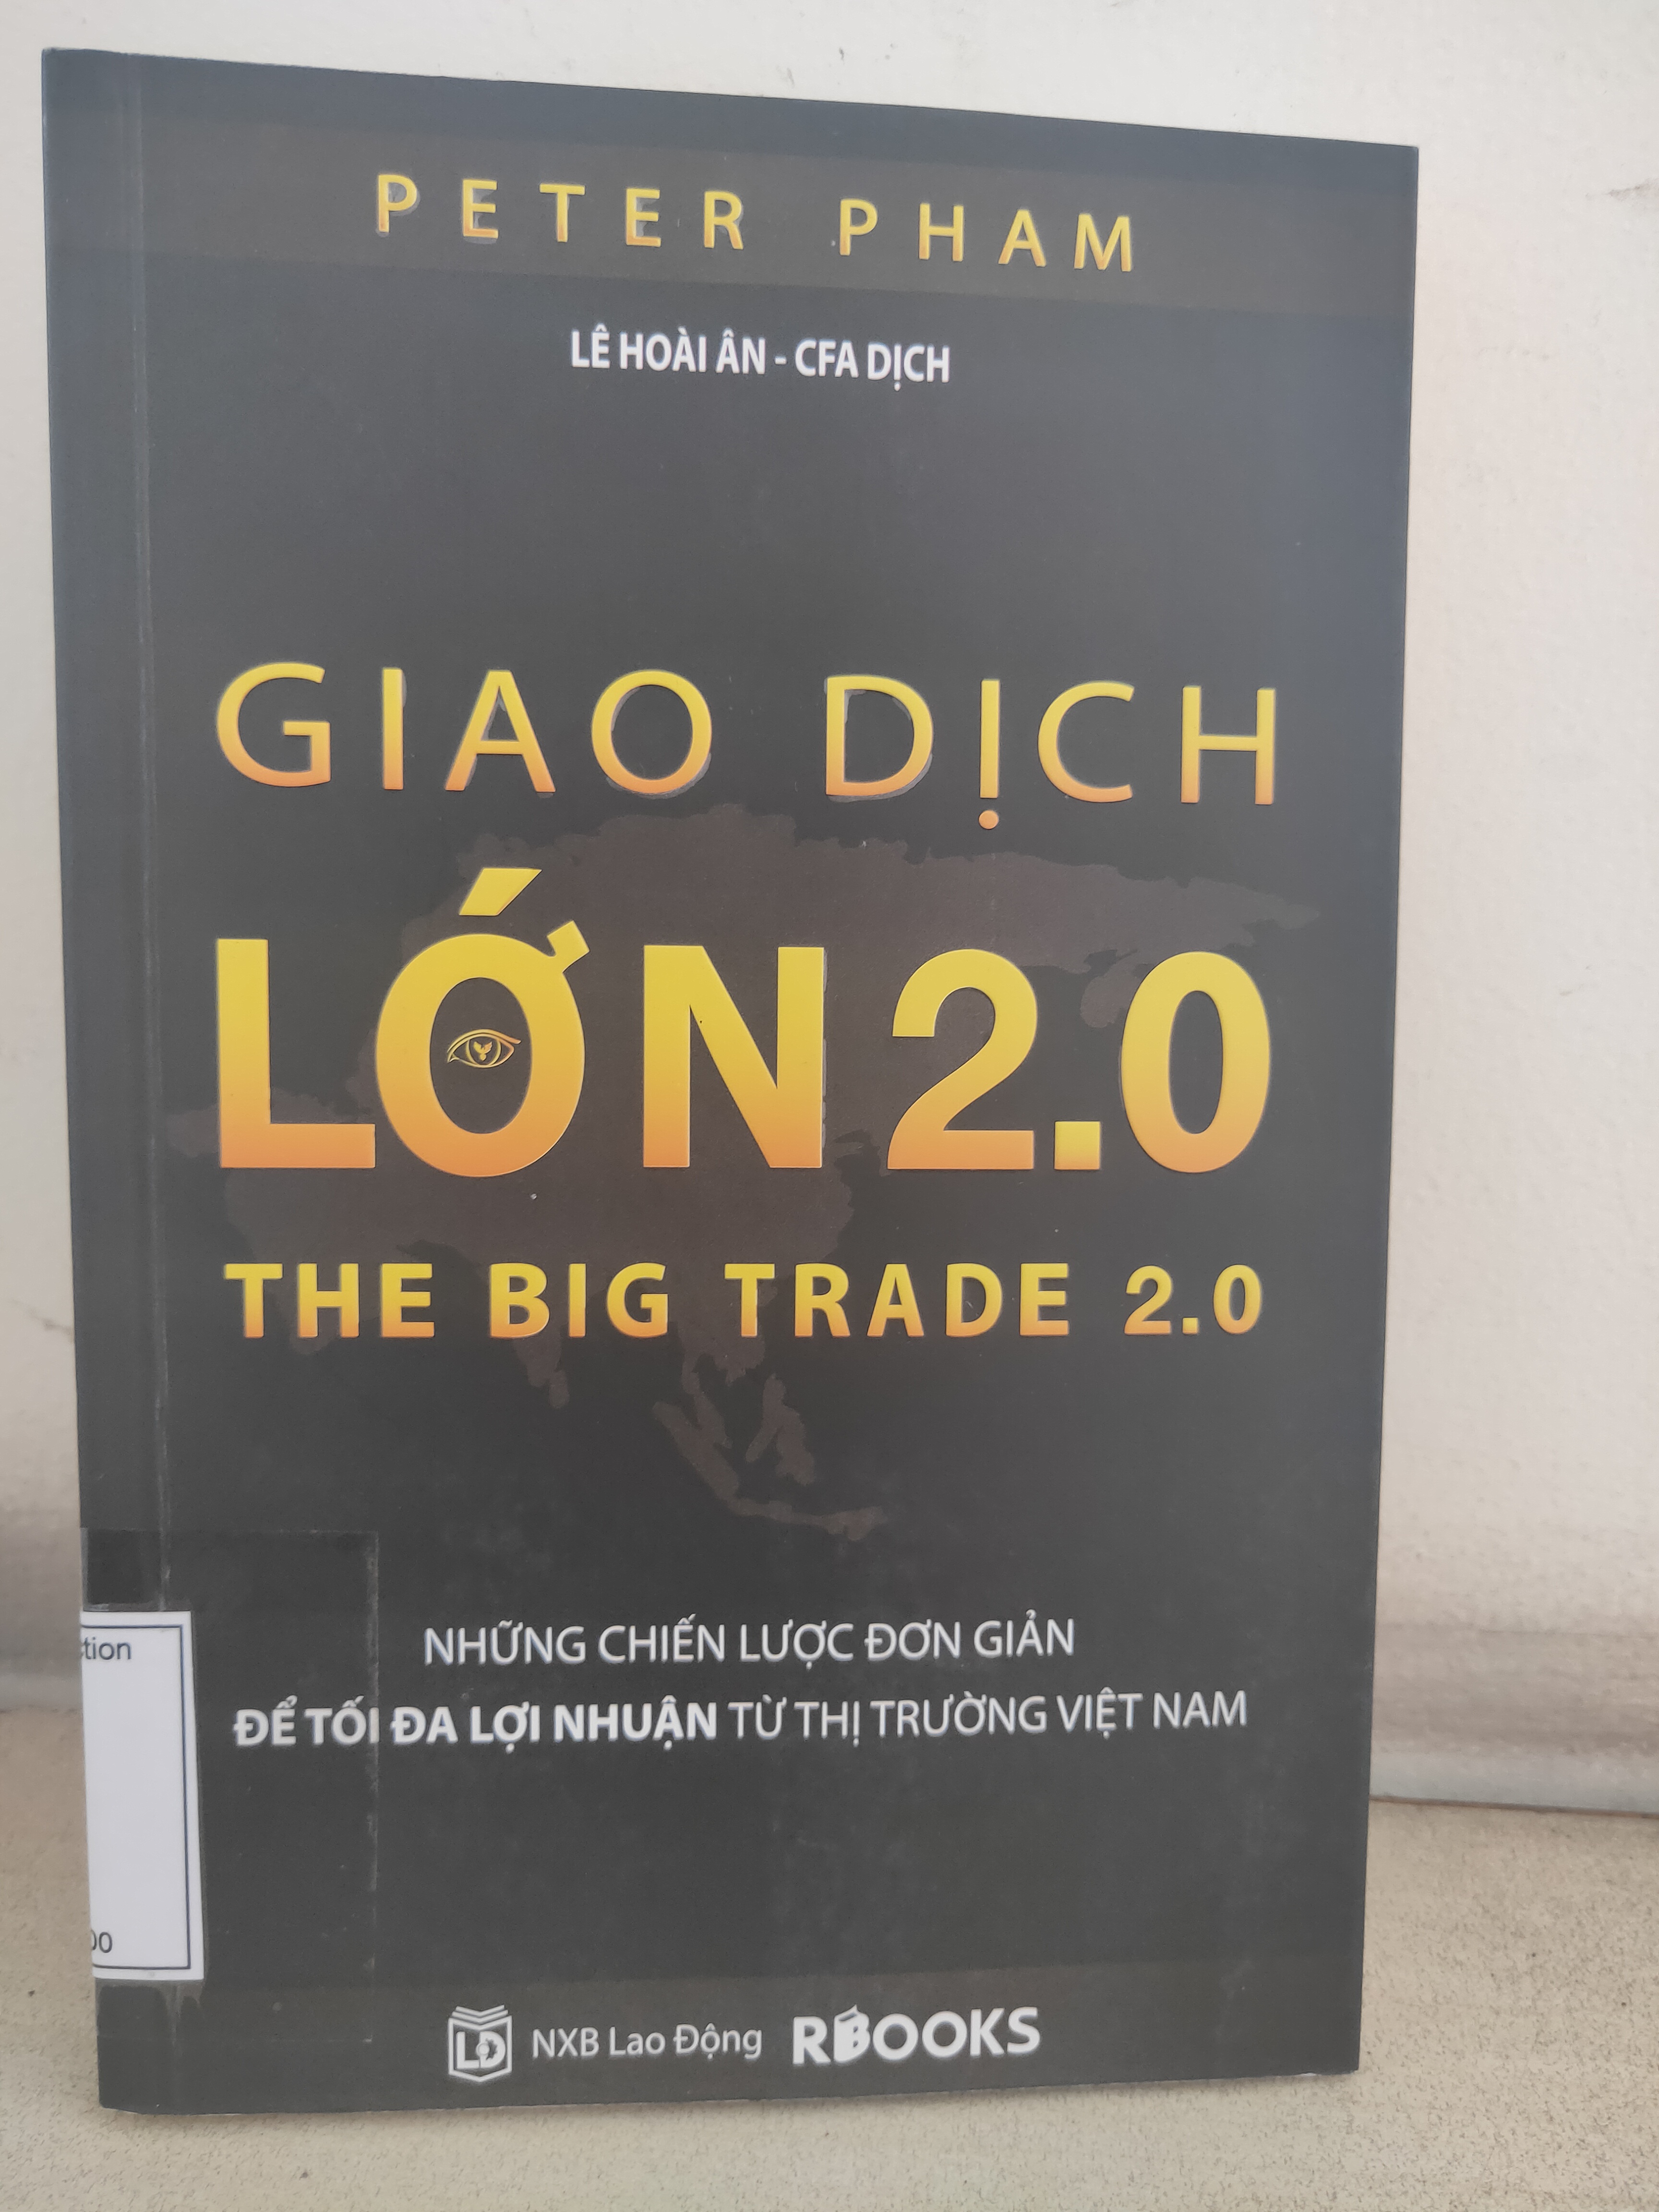 PETER PHAM
LÊ HOÀI ÂN - CFA DỊCH
GIAO DỊCH
LỚN 2.0
THE BIG TRADE 2.0
NHỮNG CHIẾN LƯỢC ĐƠN GIẢN
ĐỂ TỐI ĐA LỢI NHUẬN TỪ THỊ TRƯỜNG VIỆT NAM
LĐ NXB Lao Động RBOOKS